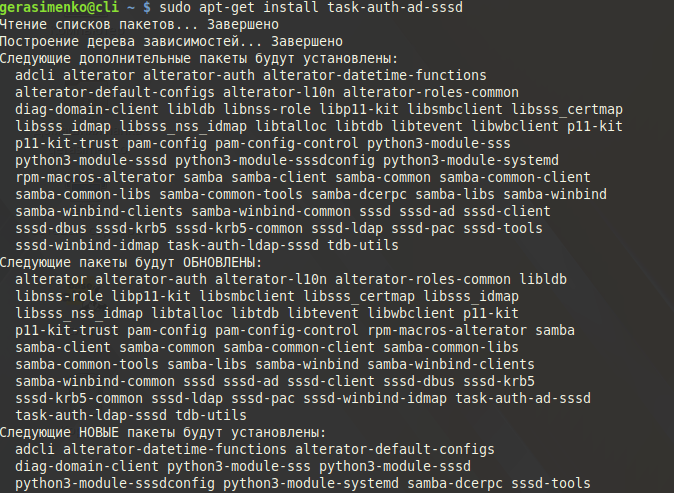 gerasimenko@cli ~ $ sudo apt-get install task-auth-ad-sssd
Чтение списков пакетов... Завершено
Построение дерева зависимостей... Завершено
Следующие дополнительные пакеты будут установлены:
adcli alterator alterator-auth alterator-datetime-functions
alterator-default-configs alterator-l10n alterator-roles-common
diag-domain-client libldb libnss-role libp11-kit libsmbclient libsss_certmap
libsss_idmap libsss_nss_idmap libtalloc libtdb libtevent libwbclient p11-kit
p11-kit-trust pam-config pam-config-control python3-module-sss
python3-module-sssd python3-module-sssdconfig python3-module-systemd
rpm-macros-alterator samba samba-client samba-common samba-common-client
samba-common-libs samba-common-tools samba-dcerpc samba-libs samba-winbind
samba-winbind-clients samba-winbind-common sssd sssd-ad sssd-client
sssd-dbus sssd-krb5 sssd-krb5-common sssd-ldap sssd-pac sssd-tools
sssd-winbind-idmap task-auth-ldap-sssd tdb-utils
Следующие пакеты будут ОБНОВЛЕНЫ:
alterator alterator-auth alterator-l10n alterator-roles-common libldb
libnss-role libp11-kit libsmbclient libsss_certmap libsss_idmap
libsss_nss_idmap libtalloc libtdb libtevent libwbclient p11-kit
p11-kit-trust pam-config pam-config-control rpm-macros-alterator samba
samba-client samba-common samba-common-client samba-common-libs
samba-common-tools samba-libs samba-winbind samba-winbind-clients
samba-winbind-common sssd sssd-ad sssd-client sssd-dbus sssd-krb5
sssd-krb5-common sssd-ldap sssd-pac sssd-winbind-idmap task-auth-ad-sssd
task-auth-ldap-sssd tdb-utils
Следующие НОВЫЕ пакеты будут установлены:
adcli alterator-datetime-functions alterator-default-configs
diag-domain-client python3-module-sss python3-module-sssd
python3-module-sssdconfig python3-module-systemd samba-dcerpc sssd-tools